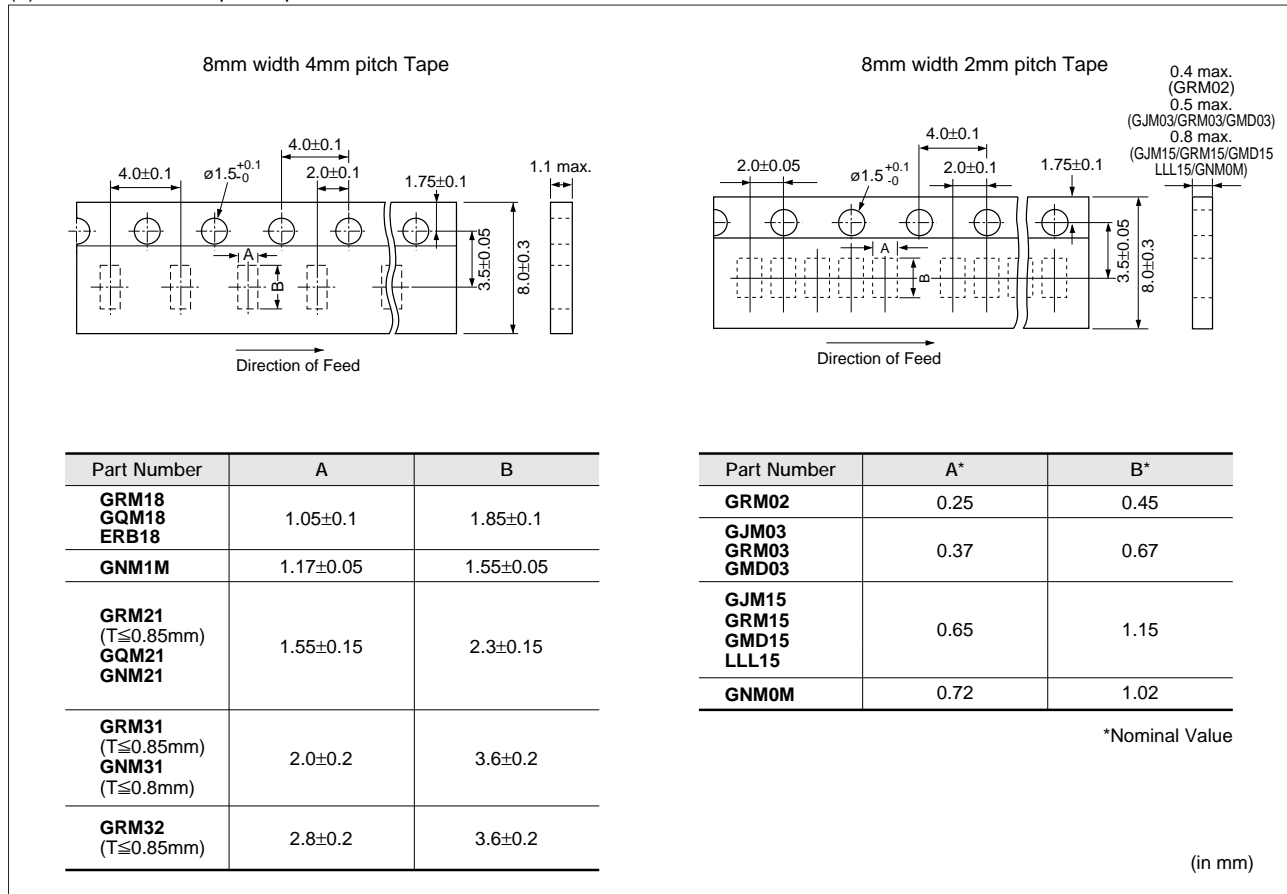 8mm width 4mm pitch Tape
4.0±0.1
ø1.5+0.1 -0
4.0±0.1
2.0±0.1
1.75±0.1
1.1 max.
A
B
3.5±0.05
8.0±0.3
Direction of Feed
8mm width 2mm pitch Tape
0.4 max.
(GRM02)
0.5 max.
(GJM03/GRM03/GMD03)
0.8 max.
(GJM15/GRM15/GMD15
LLL15/GNM0M)
2.0±0.05
ø1.5+0.1 -0
4.0±0.1
2.0±0.1
1.75±0.1
A
B
3.5±0.05
8.0±0.3
Direction of Feed
Part Number A B
GRM18
GQM18
ERB18
1.05±0.1 1.85±0.1
GNM1M 1.17±0.05 1.55±0.05
GRM21
(T≦0.85mm)
GQM21
GNM21
1.55±0.15 2.3±0.15
GRM31
(T≦0.85mm)
GNM31
(T≦0.8mm)
2.0±0.2 3.6±0.2
GRM32
(T≦0.85mm)
2.8±0.2 3.6±0.2
Part Number A* B*
GRM02 0.25 0.45
GJM03
GRM03
GMD03
0.37 0.67
GJM15
GRM15
GMD15
LLL15
0.65 1.15
GNM0M 0.72 1.02
*Nominal Value
(in mm)